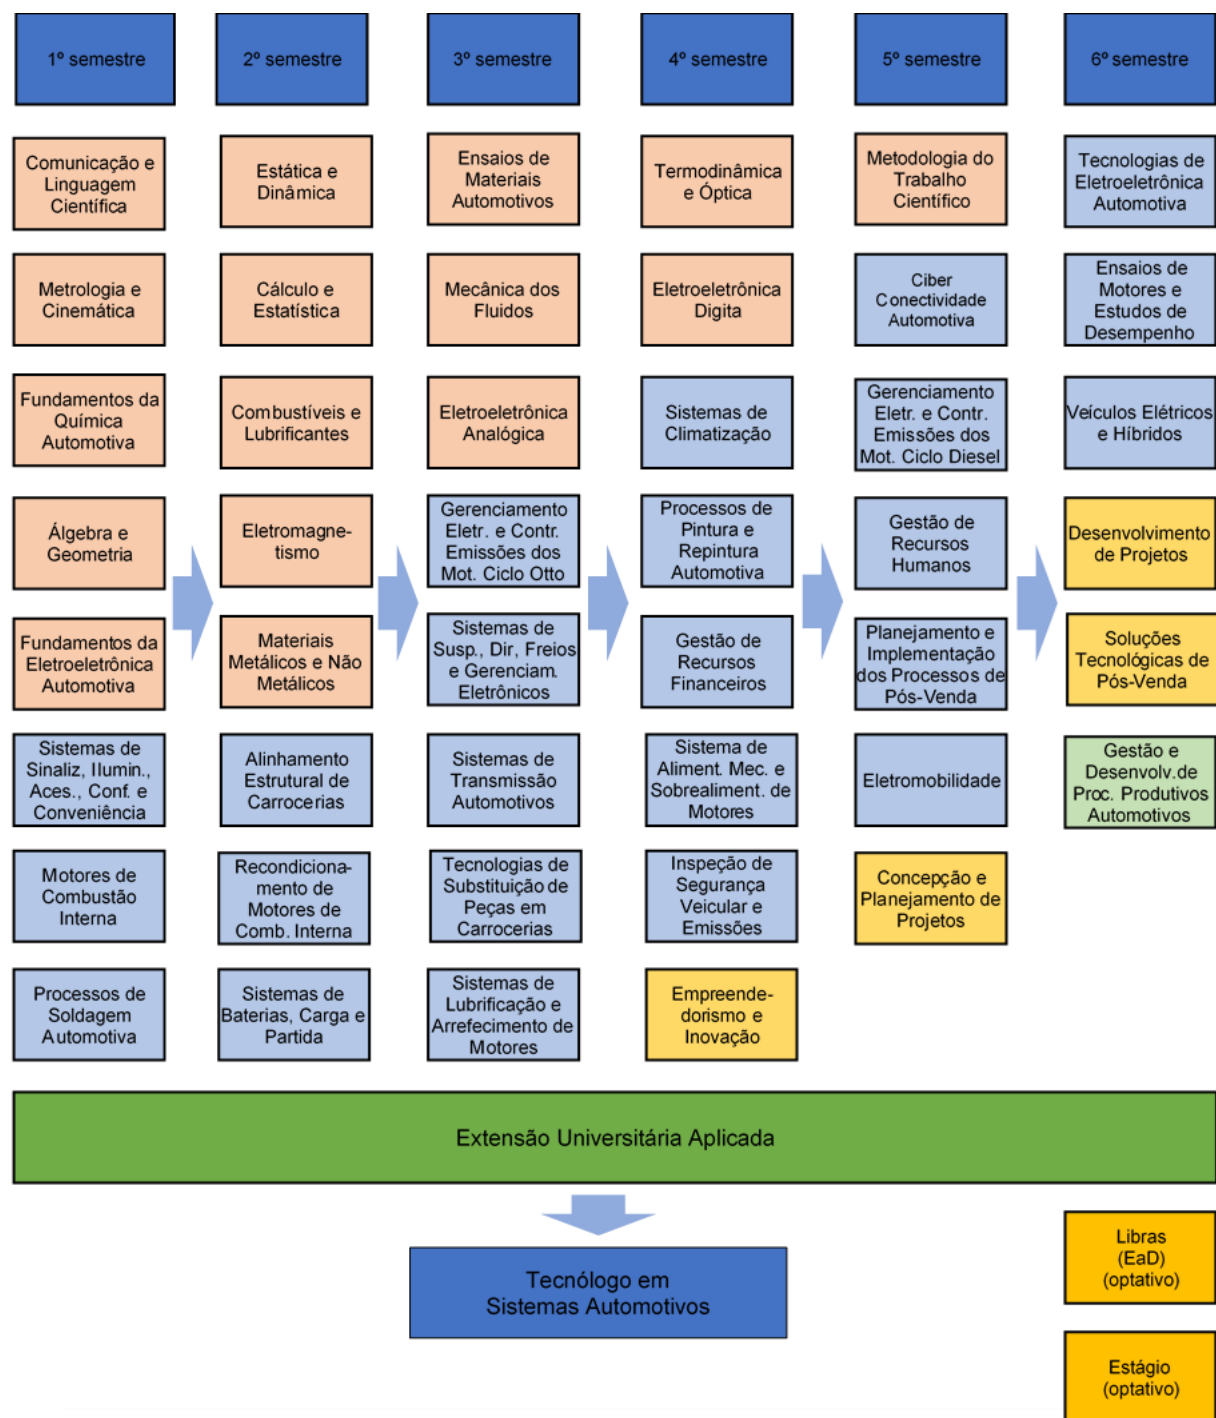 1º semestre
2º semestre
3º semestre
4º semestre
5º semestre
6º semestre
Comunicação e
Linguagem
Científica
Estática e
Dinâmica
Ensaios de
Materiais
Automotivos
Termodinâmica
e Óptica
Metodologia do
Trabalho
Científico
Tecnologias de
Eletroeletrônica
Automotiva
Metrologia e
Cinemática
Cálculo e
Estatística
Mecânica dos
Fluidos
Eletroeletrônica
Digita
Ciber
Conectividade
Automotiva
Ensaios de
Motores e
Estudos de
Desempenho
Fundamentos da
Química
Automotiva
Combustíveis e
Lubrificantes
Eletroeletrônica
Analógica
Sistemas de
Climatização
Gerenciamento
Eletr. e Contr.
Emissões dos
Mot. Ciclo Diesel
Veículos Elétricos
e Híbridos
Álgebra e
Geometria
Eletromagne-
tismo
Gerenciamento
Eletr. e Contr.
Emissões dos
Mot. Ciclo Otto
Processos de
Pintura e
Repintura
Automotiva
Gestão de
Recursos
Humanos
Desenvolvimento
de Projetos
Fundamentos da
Eletroeletrônica
Automotiva
Materiais
Metálicos e Não
Metálicos
Sistemas de
Susp., Dir, Freios
e Gerenciam.
Eletrônicos
Gestão de
Recursos
Financeiros
Planejamento e
Implementação
dos Processos de
Pós-Venda
Soluções
Tecnológicas de
Pós-Venda
Sistemas de
Sinaliz, Ilumin.,
Aces., Conf. e
Conveniência
Alinhamento
Estrutural de
Carrocerias
Sistemas de
Transmissão
Automotivos
Sistema de
Aliment. Mec. e
Sobrealiment. de
Motores
Eletromobilidade
Gestão e
Desenvolv.de
Proc. Produtivos
Automotivos
Motores de
Combustão
Interna
Recondiciona-
mento de
Motores de
Comb. Interna
Tecnologias de
Substituição de
Peças em
Carrocerias
Inspeção de
Segurança
Veicular e
Emissões
Concepção e
Planejamento de
Projetos
Processos de
Soldagem
Automotiva
Sistemas de
Baterias, Carga e
Partida
Sistemas de
Lubrificação e
Arrefecimento de
Motores
Empreende-
dorismo e
Inovação
Extensão Universitária Aplicada
Tecnólogo em
Sistemas Automotivos
Libras
(EaD)
(optativo)
Estágio
(optativo)